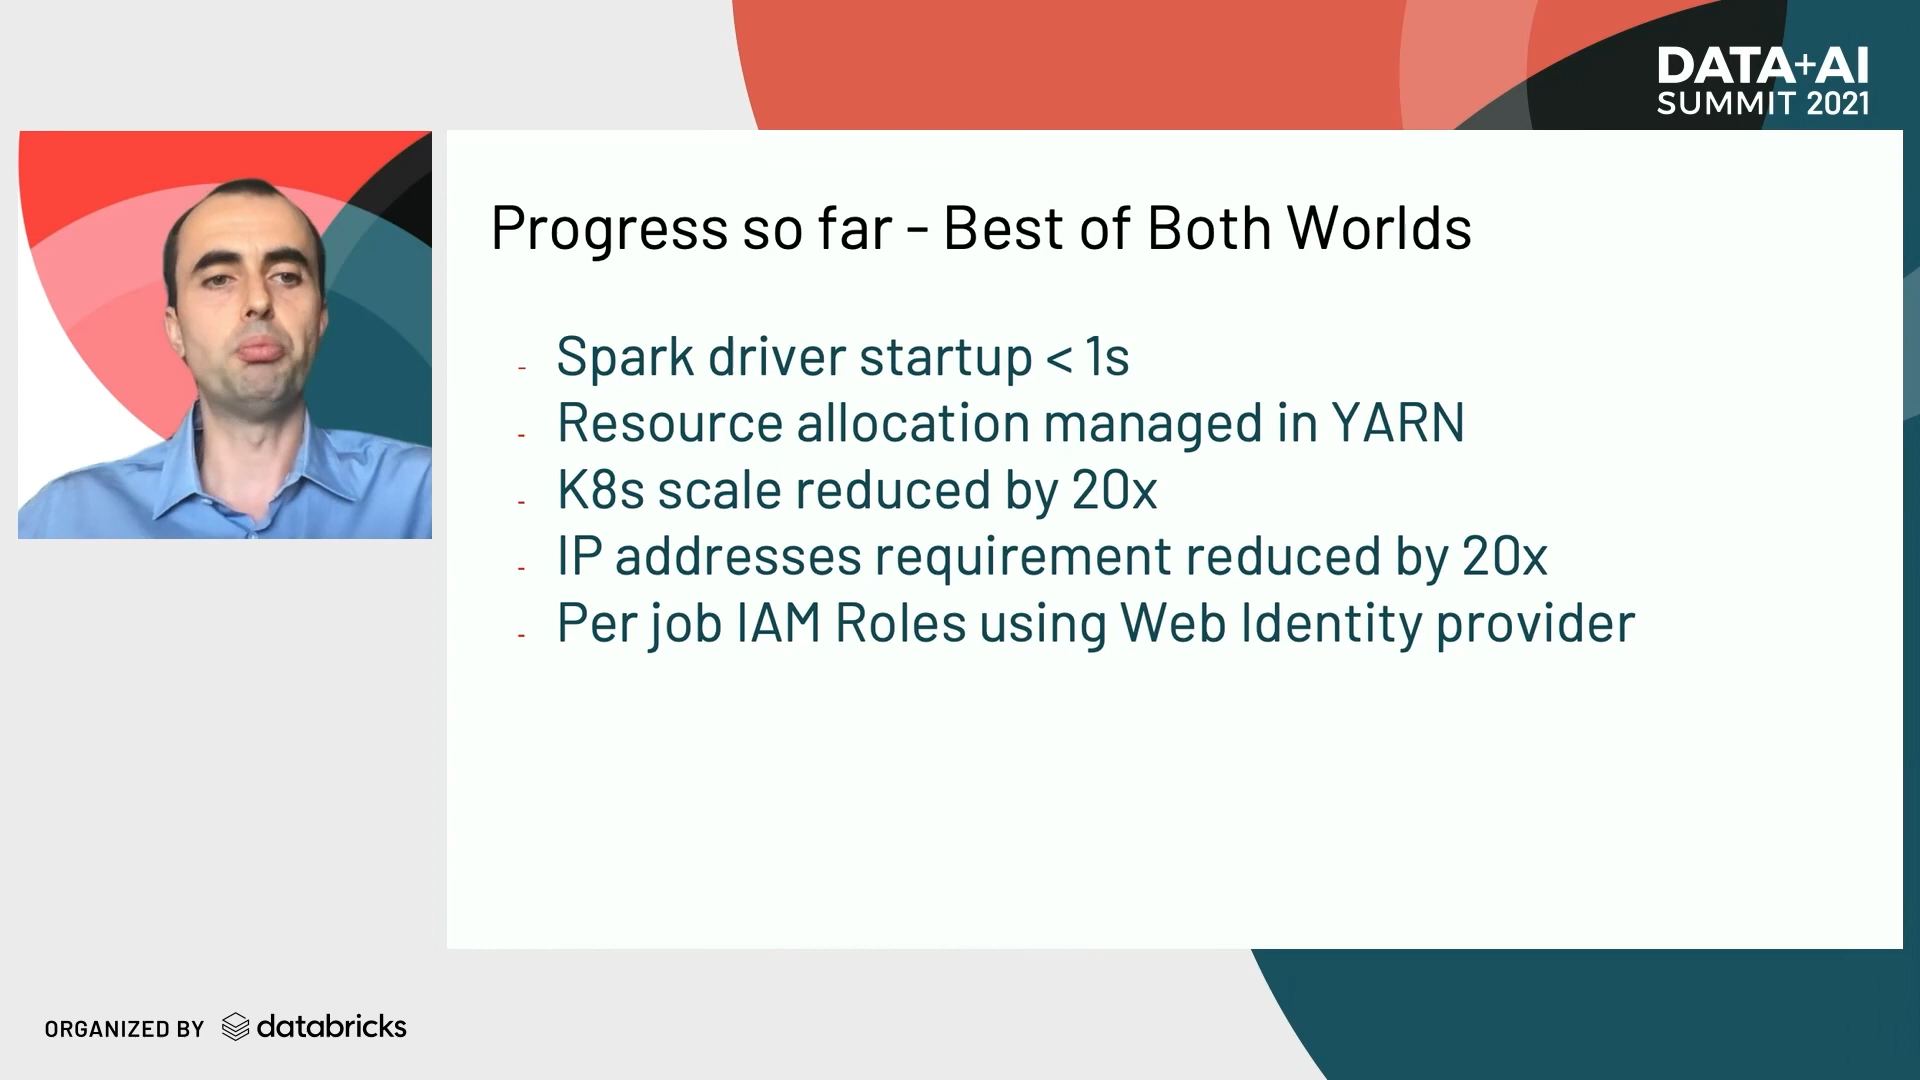 DATA+AI
SUMMIT 2021
Progress so far - Best of Both Worlds
- Spark driver startup < 1s
- Resource allocation managed in YARN
- K8s scale reduced by 20x
- IP addresses requirement reduced by 20x
- Per job IAM Roles using Web Identity provider
ORGANIZED BY databricks